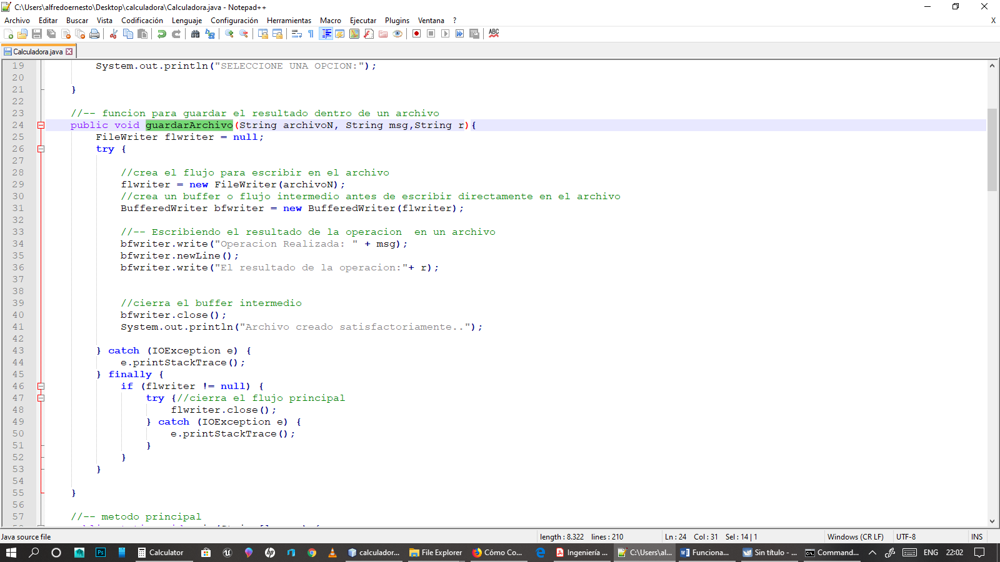 C:\Users\alfredoernesto\Desktop\calculadora\Calculadora.java - Notepad++
Archivo Editar Buscar Vista Codificación Lenguaje Configuración Herramientas Macro Ejecutar Plugins Ventana ? X
ABC
Calculadora.java
19 System.out.println("SELECCIONE UNA OPCION:");
20
21 }
22
23 //-- funcion para guardar el resultado dentro de un archivo
24 public void guardarArchivo(String archivoN, String msg,String r){
25 FileWriter flwriter = null;
26 try {
27
28 //crea el flujo para escribir en el archivo
29 flwriter = new FileWriter(archivoN);
30 //crea un buffer o flujo intermedio antes de escribir directamente en el archivo
31 BufferedWriter bfwriter = new BufferedWriter(flwriter);
32
33 //-- Escribiendo el resultado de la operacion  en un archivo
34 bfwriter.write("Operacion Realizada: " + msg);
35 bfwriter.newLine();
36 bfwriter.write("El resultado de la operacion:"+ r);
37
38
39 //cierra el buffer intermedio
40 bfwriter.close();
41 System.out.println("Archivo creado satisfactoriamente..");
42
43 } catch (IOException e) {
44 e.printStackTrace();
45 } finally {
46 if (flwriter != null) {
47 try {//cierra el flujo principal
48 flwriter.close();
49 } catch (IOException e) {
50 e.printStackTrace();
51 }
52 }
53 }
54
55 }
56
57 //-- metodo principal
Java source file length : 8.322 lines : 210 Ln : 24 Col : 31 Sel : 14 | 1 Windows (CR LF) UTF-8 INS
Ps Calculator hp calculador... File Explorer Cómo Co... Ingeniería ... C:\Users\al... Funciona... Sin título - ... Command... ENG 22:02